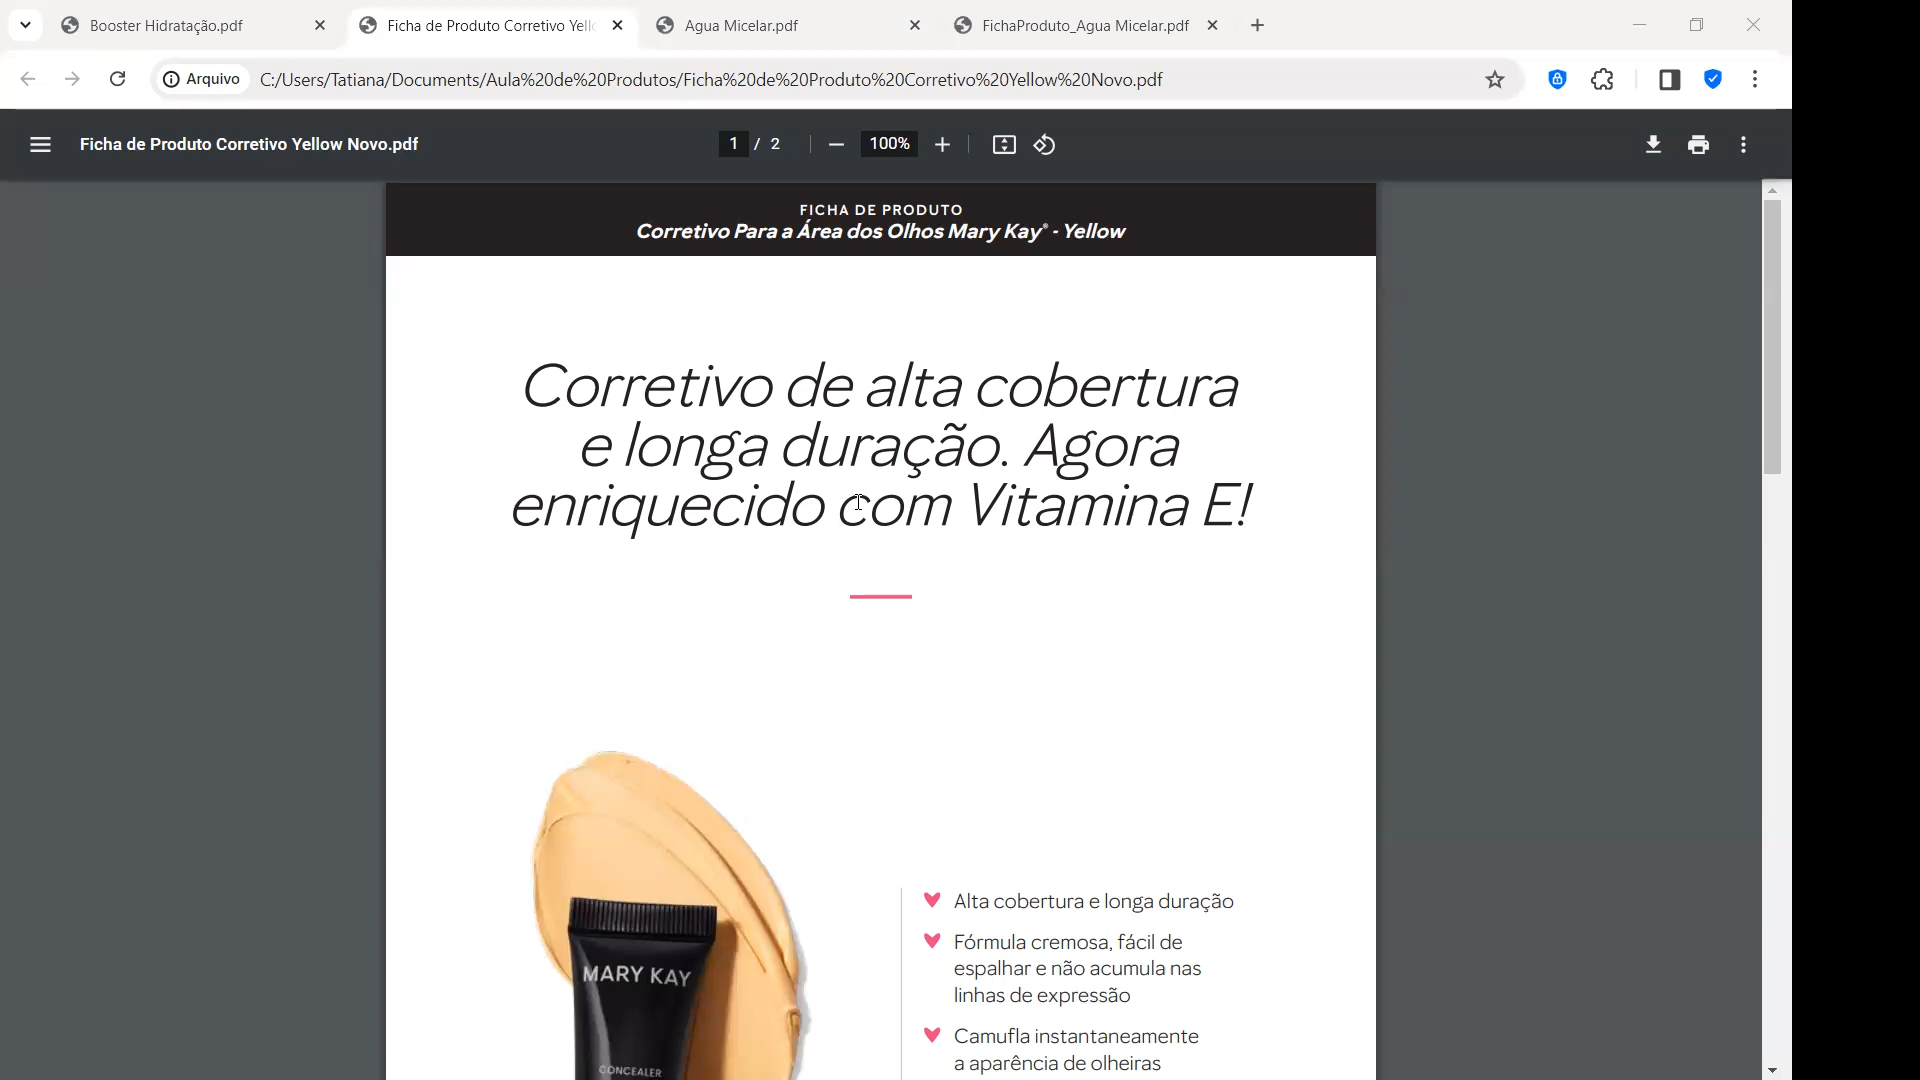 Booster Hidratação.pdf
Ficha de Produto Corretivo Yell
Agua Micelar.pdf
FichaProduto_Agua Micelar.pdf
Arquivo
C:/Users/Tatiana/Documents/Aula%20de%20Produtos/Ficha%20de%20Produto%20Corretivo%20Yellow%20Novo.pdf
Ficha de Produto Corretivo Yellow Novo.pdf
1 / 2
100%
FICHA DE PRODUTO
Corretivo Para a Área dos Olhos Mary Kay® - Yellow
Corretivo de alta cobertura
e longa duração. Agora
enriquecido com Vitamina E!
Alta cobertura e longa duração
Fórmula cremosa, fácil de
espalhar e não acumula nas
linhas de expressão
Camufla instantaneamente
a aparência de olheiras
MARY KAY
CONCEALER